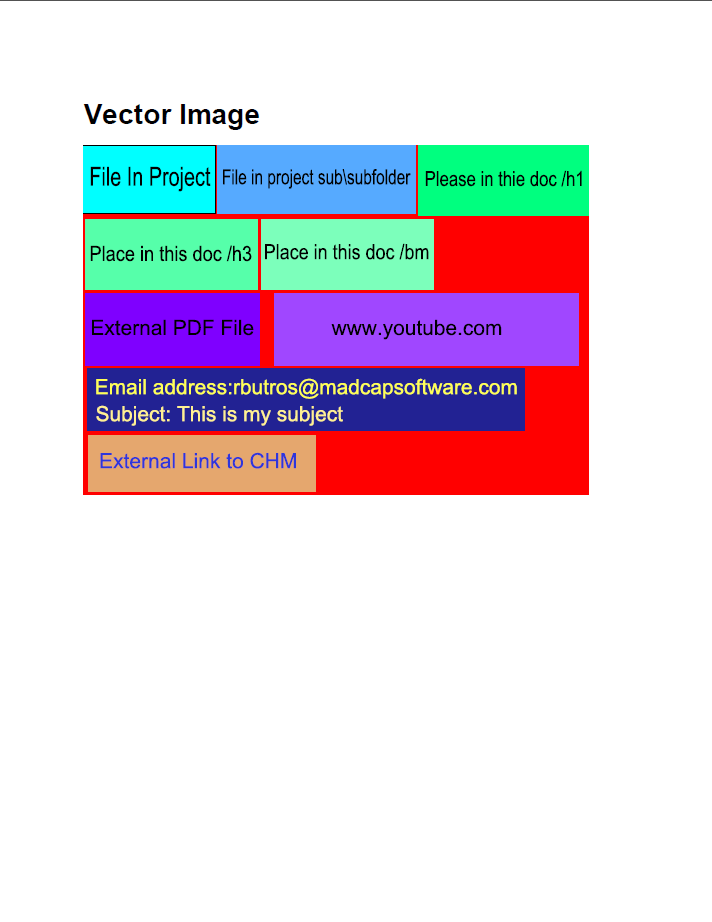 Vector Image
File In Project
File in project sub\subfolder
Please in thie doc /h1
Place in this doc /h3
Place in this doc /bm
External PDF File
www.youtube.com
Email address:rbutros@madcapsoftware.com
Subject: This is my subject
External Link to CHM